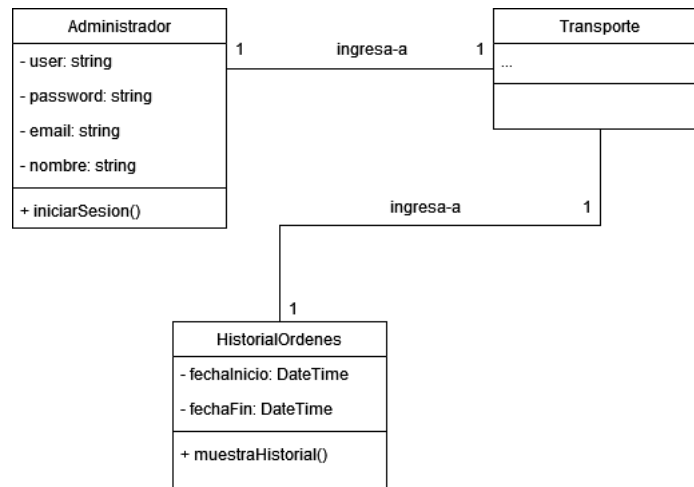 Administrador
- user: string
- password: string
- email: string
- nombre: string
+ iniciarSesion()
1 ingresa-a 1
Transporte
...
ingresa-a 1
1
HistorialOrdenes
- fechaInicio: DateTime
- fechaFin: DateTime
+ muestraHistorial()